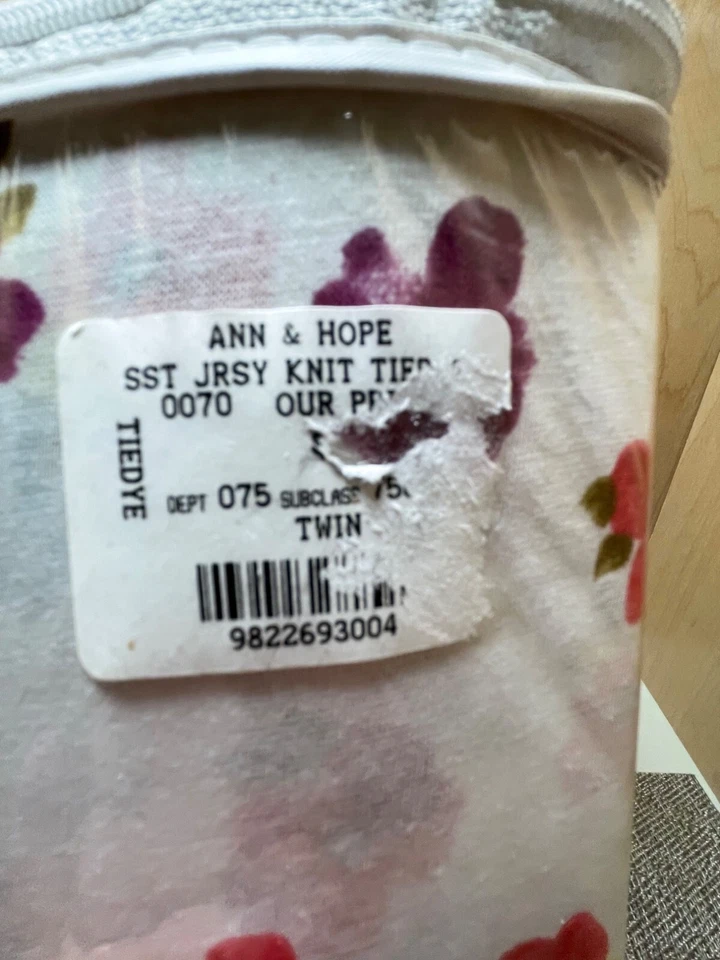 ANN & HOPE
SST JRSY KNIT
0070 OUR
TIEDYE
DEPT 075 SUBCLASS
TWIN
9822693004